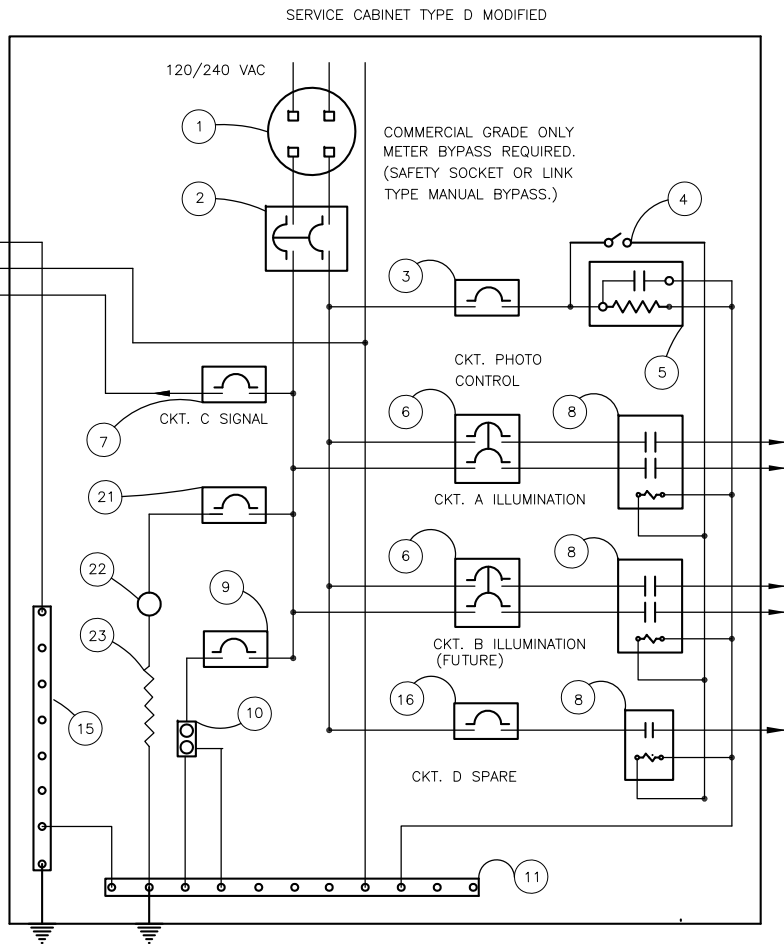 SERVICE CABINET TYPE D MODIFIED
120/240 VAC
1
COMMERCIAL GRADE ONLY
METER BYPASS REQUIRED.
(SAFETY SOCKET OR LINK
TYPE MANUAL BYPASS.)
2
4
3
5
CKT. PHOTO
CONTROL
7
CKT. C SIGNAL
6
8
CKT. A ILLUMINATION
21
22
9
6
8
CKT. B ILLUMINATION
(FUTURE)
23
15
10
16
8
CKT. D SPARE
11